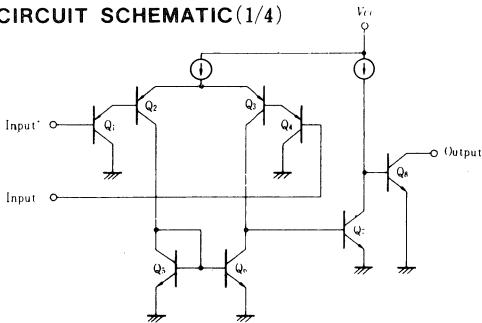 CIRCUIT SCHEMATIC(1/4)
Vcc
Q2
Q3
Input+
Q1
Q4
Output
Q8
Input
Q7
Q5
Q6